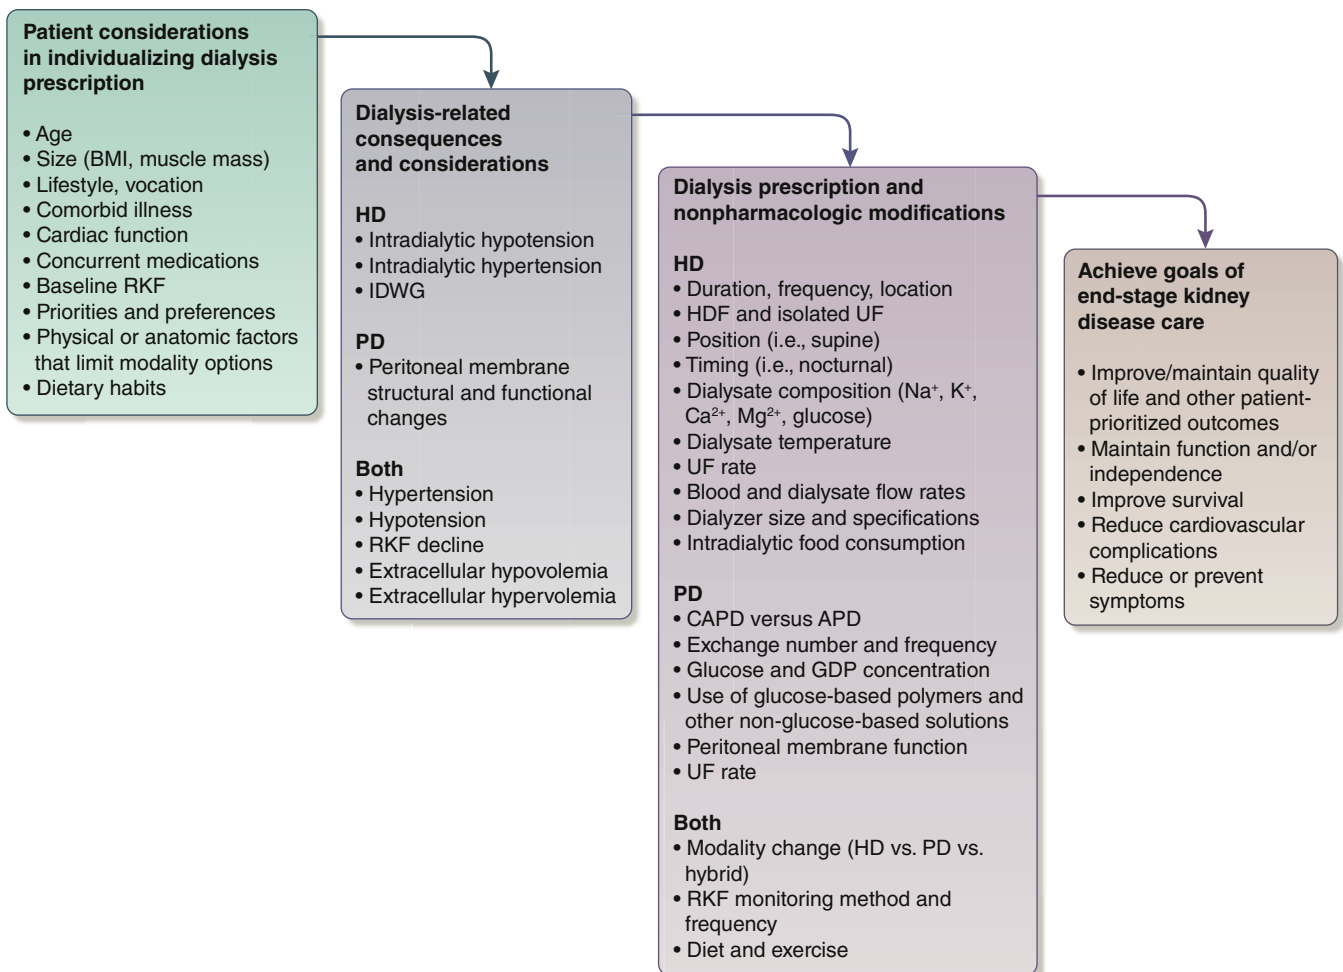 Patient considerations
in individualizing dialysis
prescription
• Age
• Size (BMI, muscle mass)
• Lifestyle, vocation
• Comorbid illness
• Cardiac function
• Concurrent medications
• Baseline RKF
• Priorities and preferences
• Physical or anatomic factors
that limit modality options
• Dietary habits
Dialysis-related
consequences
and considerations
HD
• Intradialytic hypotension
• Intradialytic hypertension
• IDWG
PD
• Peritoneal membrane
structural and functional
changes
Both
• Hypertension
• Hypotension
• RKF decline
• Extracellular hypovolemia
• Extracellular hypervolemia
Dialysis prescription and
nonpharmacologic modifications
HD
• Duration, frequency, location
• HDF and isolated UF
• Position (i.e., supine)
• Timing (i.e., nocturnal)
• Dialysate composition (Na⁺, K⁺,
Ca²⁺, Mg²⁺, glucose)
• Dialysate temperature
• UF rate
• Blood and dialysate flow rates
• Dialyzer size and specifications
• Intradialytic food consumption
PD
• CAPD versus APD
• Exchange number and frequency
• Glucose and GDP concentration
• Use of glucose-based polymers and
other non-glucose-based solutions
• Peritoneal membrane function
• UF rate
Both
• Modality change (HD vs. PD vs.
hybrid)
• RKF monitoring method and
frequency
• Diet and exercise
Achieve goals of
end-stage kidney
disease care
• Improve/maintain quality
of life and other patient-
prioritized outcomes
• Maintain function and/or
independence
• Improve survival
• Reduce cardiovascular
complications
• Reduce or prevent
symptoms